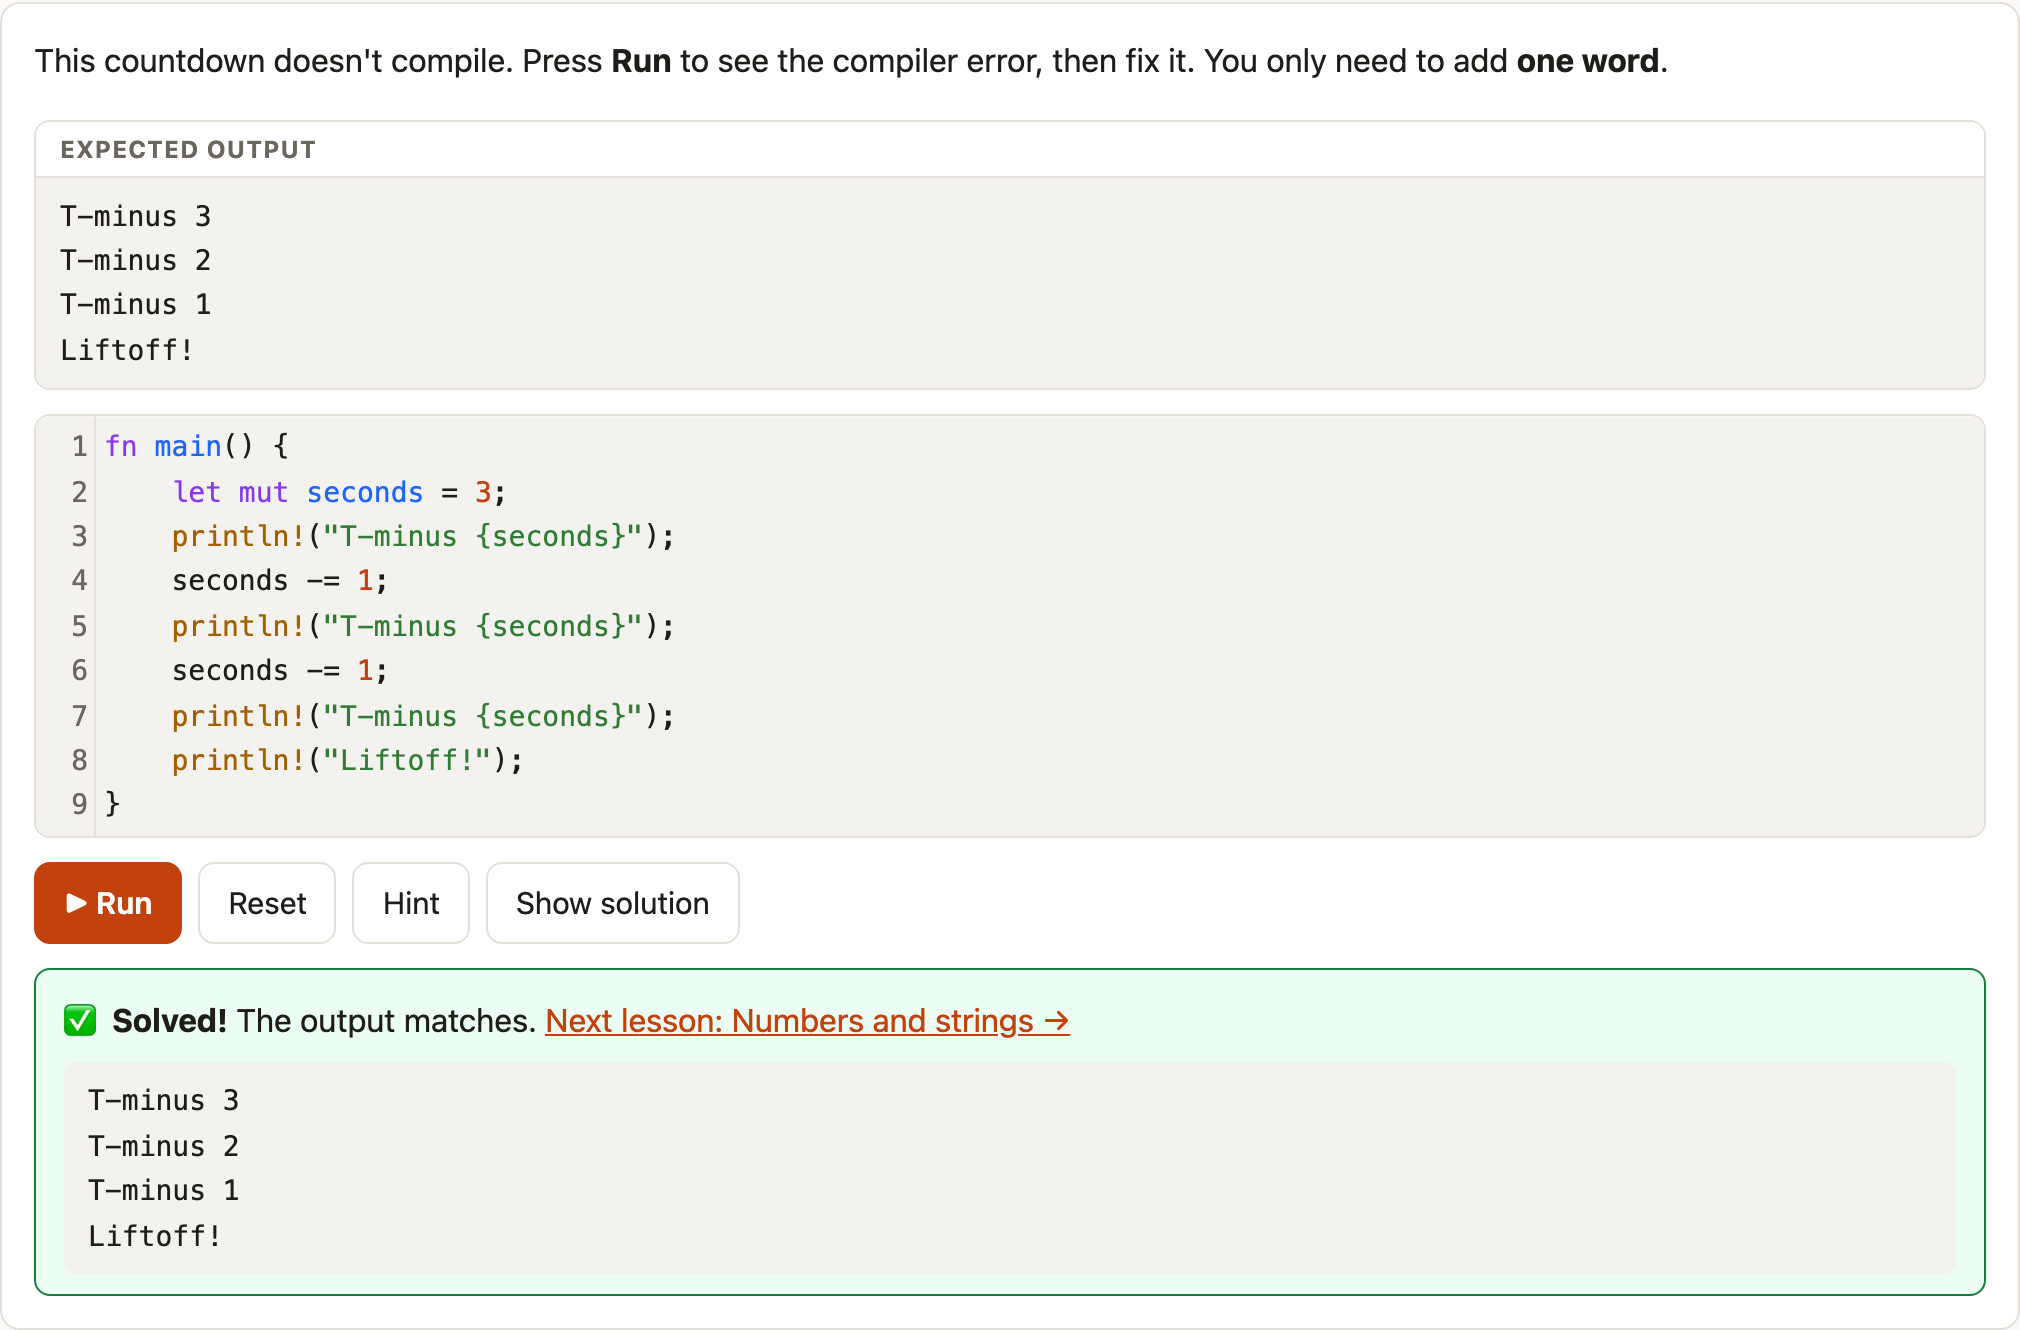 This countdown doesn't compile. Press Run to see the compiler error, then fix it. You only need to add one word.
EXPECTED OUTPUT
T-minus 3
T-minus 2
T-minus 1
Liftoff!
1 fn main() {
2     let mut seconds = 3;
3     println!("T-minus {seconds}");
4     seconds -= 1;
5     println!("T-minus {seconds}");
6     seconds -= 1;
7     println!("T-minus {seconds}");
8     println!("Liftoff!");
9 }
▶ Run Reset Hint Show solution
✅ Solved! The output matches. Next lesson: Numbers and strings →
T-minus 3
T-minus 2
T-minus 1
Liftoff!